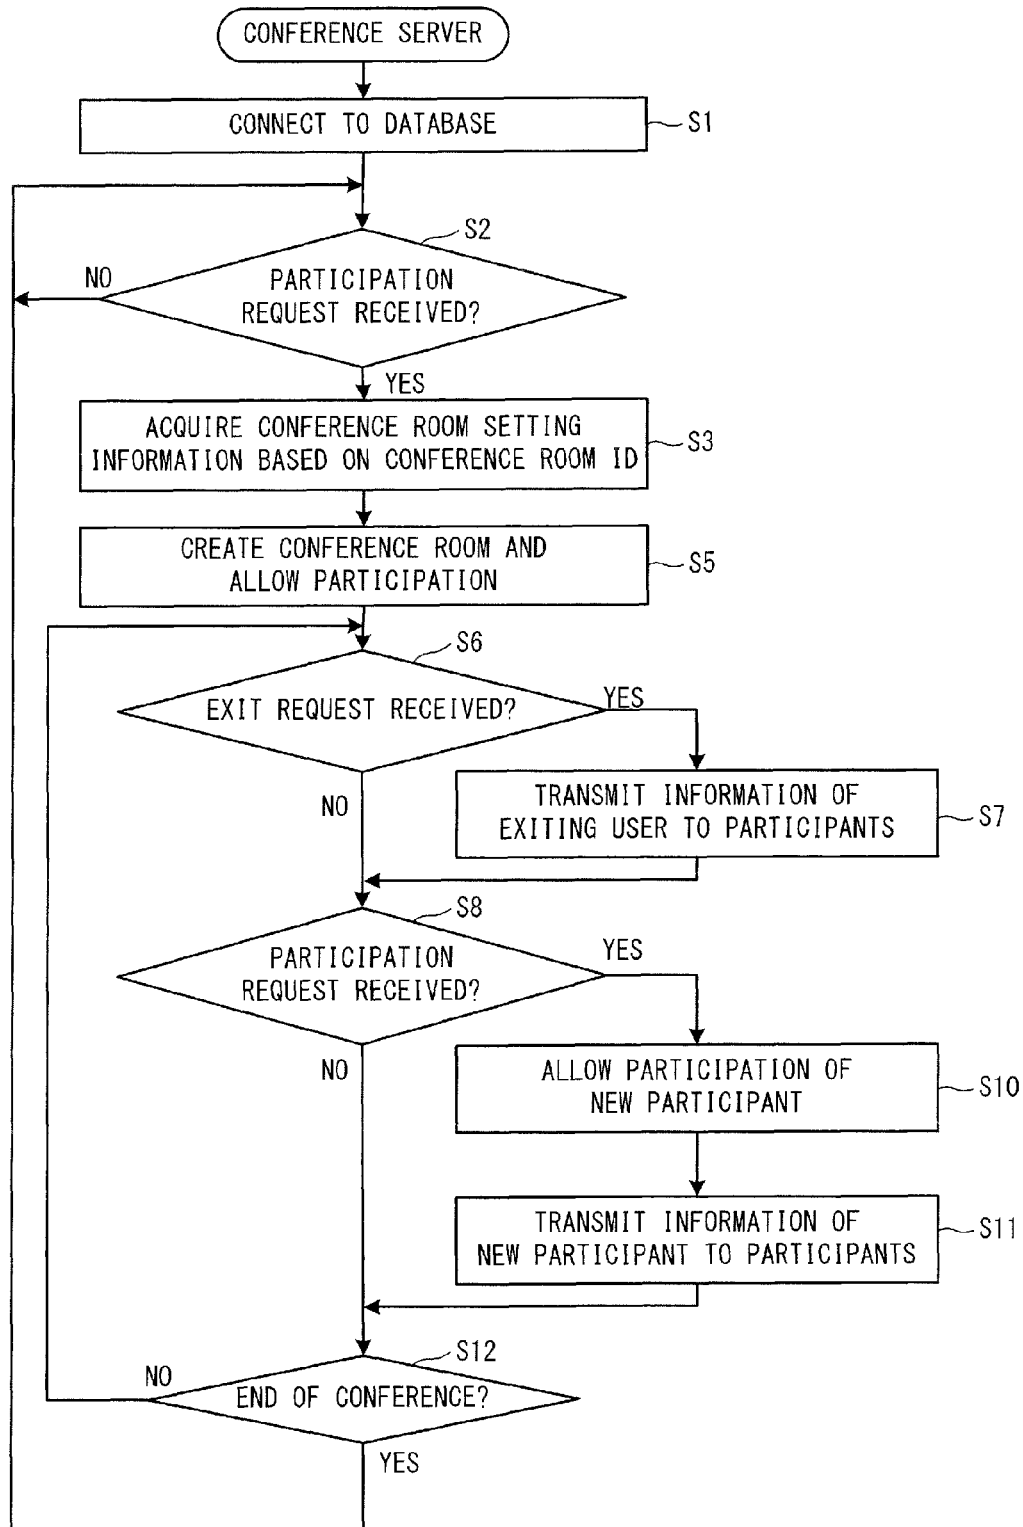 CONFERENCE SERVER
CONNECT TO DATABASE
S1
S2
NO
PARTICIPATION
REQUEST RECEIVED?
YES
ACQUIRE CONFERENCE ROOM SETTING
INFORMATION BASED ON CONFERENCE ROOM ID
S3
CREATE CONFERENCE ROOM AND
ALLOW PARTICIPATION
S5
S6
EXIT REQUEST RECEIVED?
YES
NO
TRANSMIT INFORMATION OF
EXITING USER TO PARTICIPANTS
S7
S8
PARTICIPATION
REQUEST RECEIVED?
YES
NO
ALLOW PARTICIPATION OF
NEW PARTICIPANT
S10
TRANSMIT INFORMATION OF
NEW PARTICIPANT TO PARTICIPANTS
S11
S12
NO
END OF CONFERENCE?
YES